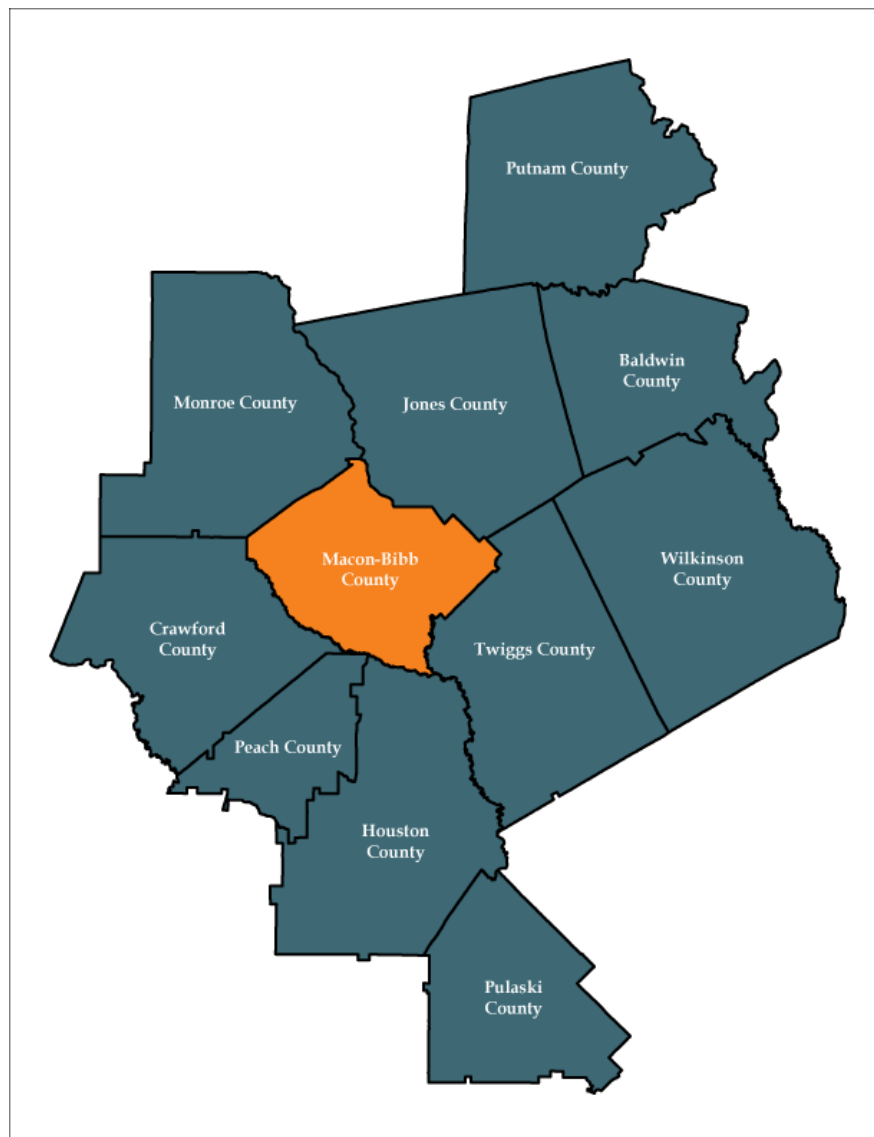 Putnam County
Baldwin
County
Monroe County
Jones County
Macon-Bibb
County
Wilkinson
County
Crawford
County
Twiggs County
Peach County
Houston
County
Pulaski
County